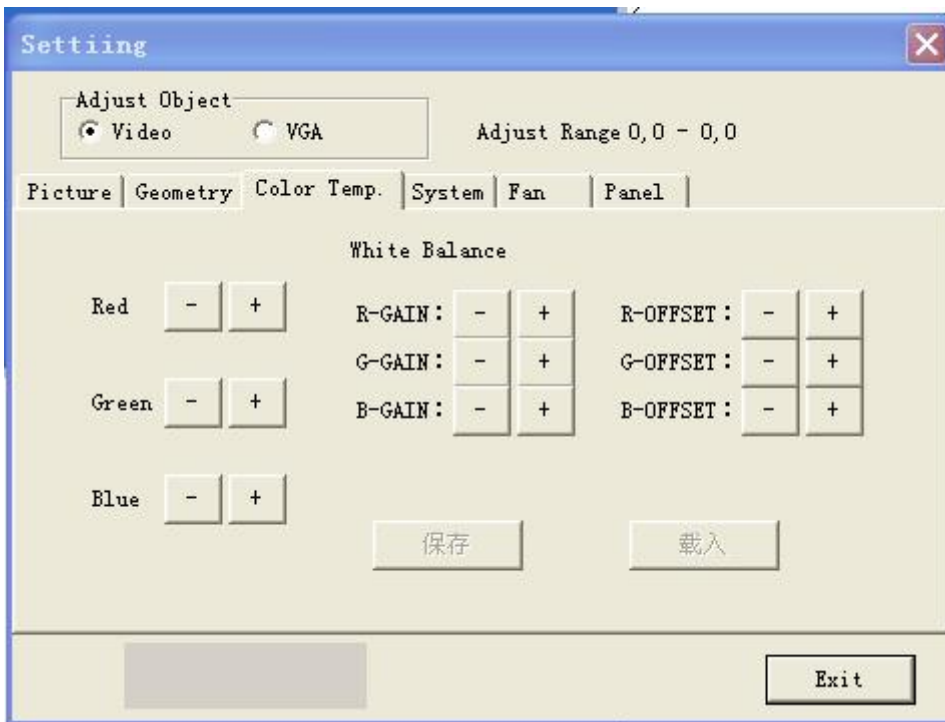 Settiing
Adjust Object
Video VGA Adjust Range 0,0 - 0,0
Picture Geometry Color Temp. System Fan Panel
White Balance
Red - + R-GAIN: - + R-OFFSET: - +
G-GAIN: - + G-OFFSET: - +
Green - + B-GAIN: - + B-OFFSET: - +
Blue - +
保存 载入
Exit